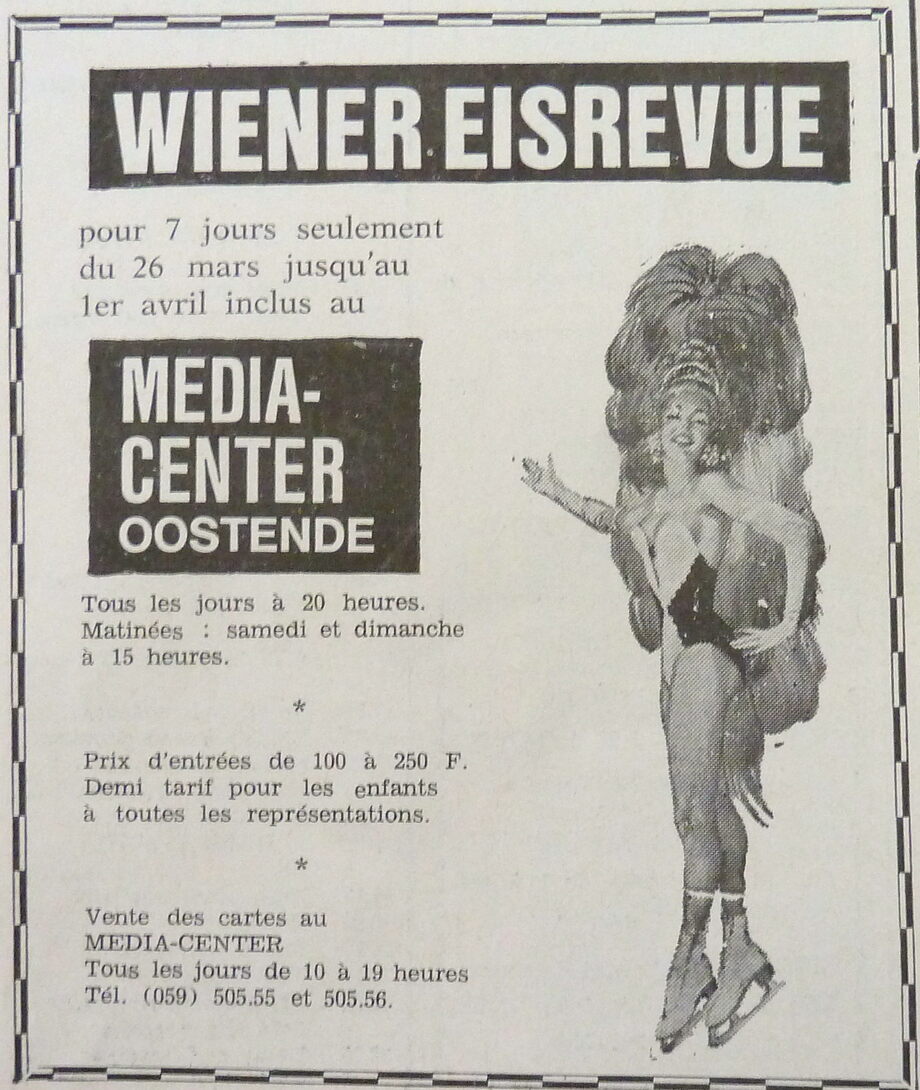 WIENER EISREVUE
pour 7 jours seulement
du 26 mars jusqu'au
1er avril inclus au
MEDIA-
CENTER
OOSTENDE
Tous les jours à 20 heures.
Matinées : samedi et dimanche
à 15 heures.
*
Prix d'entrées de 100 à 250 F.
Demi tarif pour les enfants
à toutes les représentations.
*
Vente des cartes au
MEDIA-CENTER
Tous les jours de 10 à 19 heures
Tél. (059) 505.55 et 505.56.